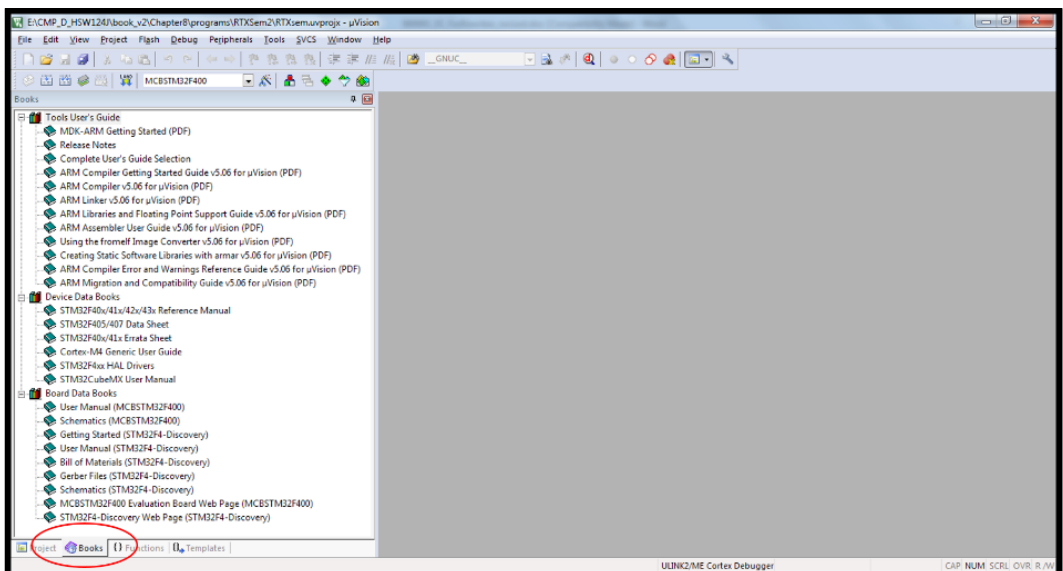 E:\CMP_D_HSW124J\book_v2\Chapter8\programs\RTXSem2\RTXsem.uvprojx - µVision
File Edit View Project Flash Debug Peripherals Tools SVCS Window Help
__GNUC__
LOAD MCBSTM32F400
Books
Tools User's Guide
MDK-ARM Getting Started (PDF)
Release Notes
Complete User's Guide Selection
ARM Compiler Getting Started Guide v5.06 for µVision (PDF)
ARM Compiler v5.06 for µVision (PDF)
ARM Linker v5.06 for µVision (PDF)
ARM Libraries and Floating Point Support Guide v5.06 for µVision (PDF)
ARM Assembler User Guide v5.06 for µVision (PDF)
Using the fromelf Image Converter v5.06 for µVision (PDF)
Creating Static Software Libraries with armar v5.06 for µVision (PDF)
ARM Compiler Error and Warnings Reference Guide v5.06 for µVision (PDF)
ARM Migration and Compatibility Guide v5.06 for µVision (PDF)
Device Data Books
STM32F40x/41x/42x/43x Reference Manual
STM32F405/407 Data Sheet
STM32F40x/41x Errata Sheet
Cortex-M4 Generic User Guide
STM32F4xx HAL Drivers
STM32CubeMX User Manual
Board Data Books
User Manual (MCBSTM32F400)
Schematics (MCBSTM32F400)
Getting Started (STM32F4-Discovery)
User Manual (STM32F4-Discovery)
Bill of Materials (STM32F4-Discovery)
Gerber Files (STM32F4-Discovery)
Schematics (STM32F4-Discovery)
MCBSTM32F400 Evaluation Board Web Page (MCBSTM32F400)
STM32F4-Discovery Web Page (STM32F4-Discovery)
Project Books {} Functions Templates
ULINK2/ME Cortex Debugger CAP NUM SCRL OVR R/W